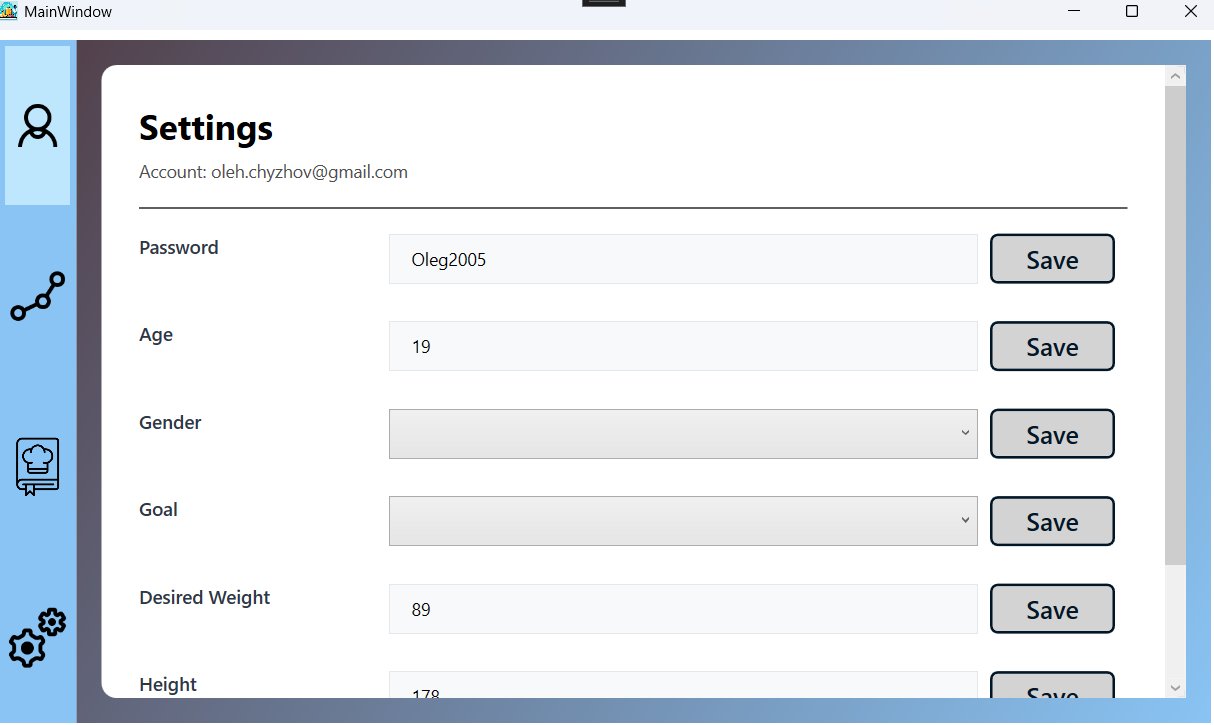 MainWindow
Settings
Account: oleh.chyzhov@gmail.com
Password Oleg2005 Save
Age 19 Save
Gender Save
Goal Save
Desired Weight 89 Save
Height 178 Save